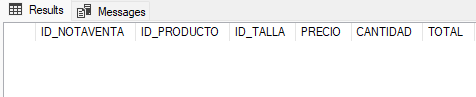 Results Messages
ID_NOTAVENTA ID_PRODUCTO ID_TALLA PRECIO CANTIDAD TOTAL